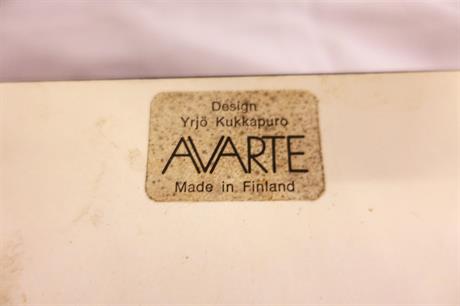 Design
Yrjö Kukkapuro
AVARTE
Made in Finland